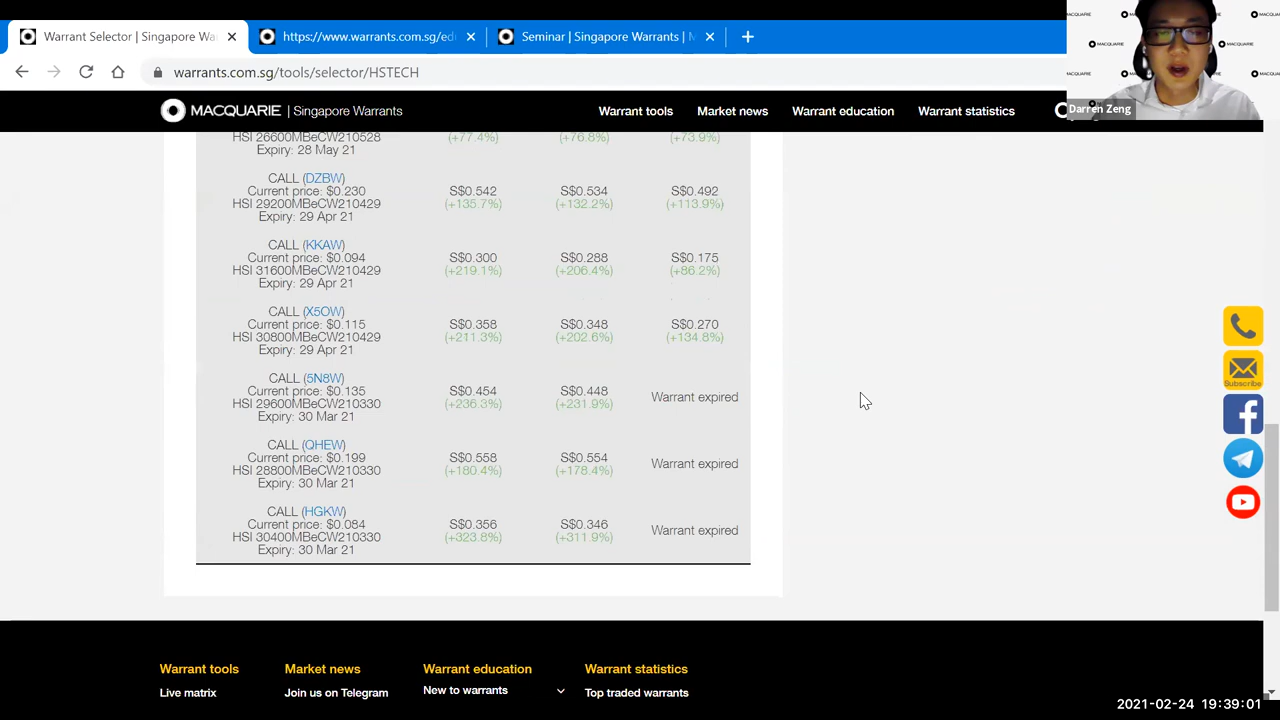 Warrant Selector | Singapore Wa
https://www.warrants.com.sg/ed
Seminar | Singapore Warrants | M
warrants.com.sg/tools/selector/HSTECH
MACQUARIE
MACQUARIE
MACQUARIE
MACQUARIE
Darren Zeng
MACQUARIE | Singapore Warrants
Warrant tools
Market news
Warrant education
Warrant statistics
HSI 26600MBeCW210528 (+77.4%) (+76.8%) (+73.9%)
Expiry: 28 May 21
CALL (DZBW)
Current price: $0.230 S$0.542 S$0.534 S$0.492
HSI 29200MBeCW210429 (+135.7%) (+132.2%) (+113.9%)
Expiry: 29 Apr 21
CALL (KKAW)
Current price: $0.094 S$0.300 S$0.288 S$0.175
HSI 31600MBeCW210429 (+219.1%) (+206.4%) (+86.2%)
Expiry: 29 Apr 21
CALL (X5OW)
Current price: $0.115 S$0.358 S$0.348 S$0.270
HSI 30800MBeCW210429 (+211.3%) (+202.6%) (+134.8%)
Expiry: 29 Apr 21
CALL (5N8W)
Current price: $0.135 S$0.454 S$0.448 Warrant expired
HSI 29600MBeCW210330 (+236.3%) (+231.9%)
Expiry: 30 Mar 21
CALL (QHEW)
Current price: $0.199 S$0.558 S$0.554 Warrant expired
HSI 28800MBeCW210330 (+180.4%) (+178.4%)
Expiry: 30 Mar 21
CALL (HGKW)
Current price: $0.084 S$0.356 S$0.346 Warrant expired
HSI 30400MBeCW210330 (+323.8%) (+311.9%)
Expiry: 30 Mar 21
Subscribe
Warrant tools
Live matrix
Market news
Join us on Telegram
Warrant education
New to warrants
Warrant statistics
Top traded warrants
2021-02-24 19:39:01